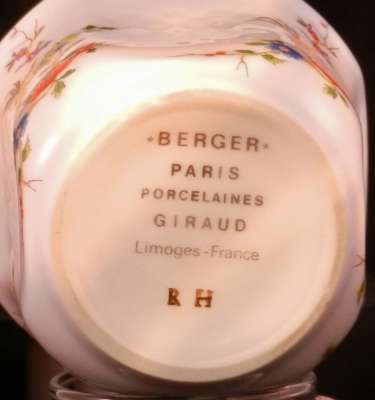 *BERGER*
PARIS
PORCELAINES
GIRAUD
Limoges-France
R H